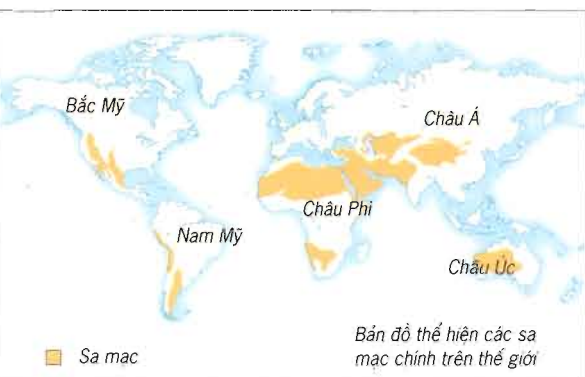 Bắc Mỹ
Châu Á
Châu Phi
Nam Mỹ
Châu Úc
Sa mạc
Bản đồ thể hiện các sa
mạc chính trên thế giới